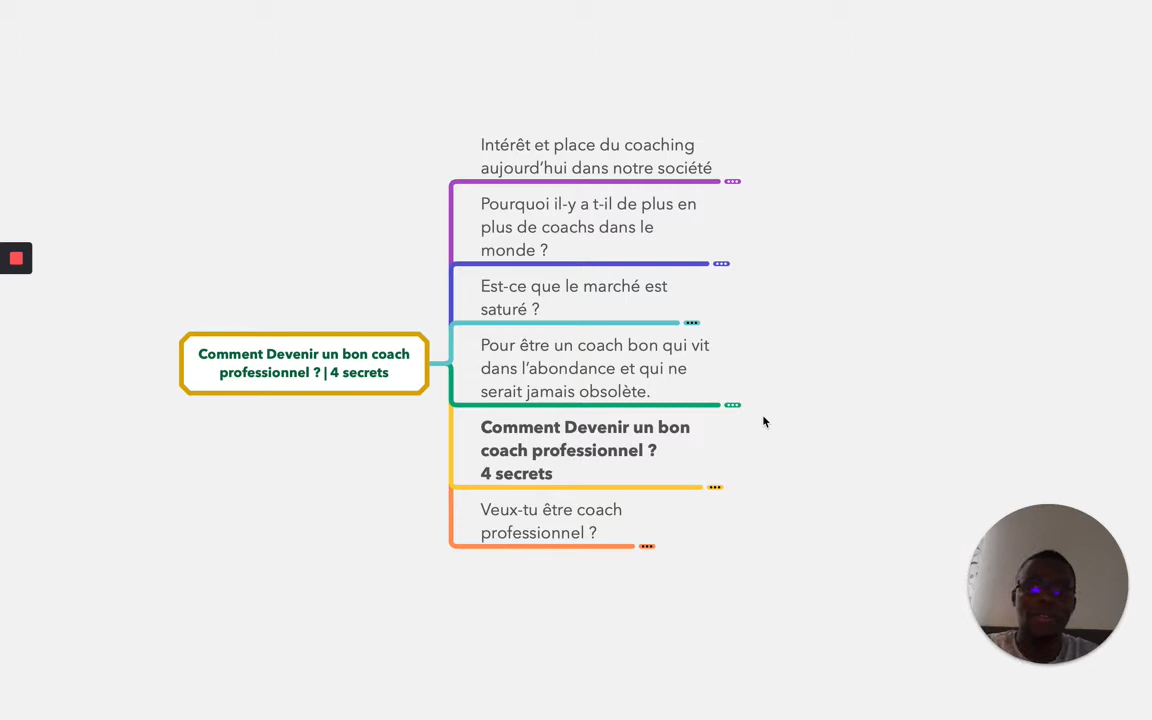 Intérêt et place du coaching
aujourd'hui dans notre société
Pourquoi il-y a t-il de plus en
plus de coachs dans le
monde ?
Est-ce que le marché est
saturé ?
Comment Devenir un bon coach
professionnel ? | 4 secrets
Pour être un coach bon qui vit
dans l'abondance et qui ne
serait jamais obsolète.
Comment Devenir un bon
coach professionnel ?
4 secrets
Veux-tu être coach
professionnel ?